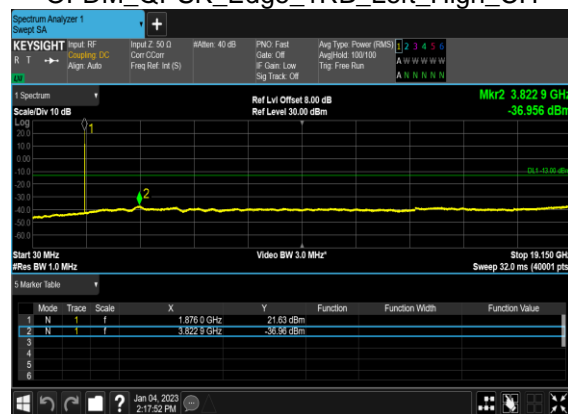 Spectrum Analyzer 1
Swept SA
KEYSIGHT
R T
Input: RF
Coupling: DC
Align: Auto
Input Z: 50 Ω
Corr CCorr
Freq Ref: Int (S)
#Atten: 40 dB
PNO: Fast
Gate: Off
IF Gain: Low
Sig Track: Off
Avg Type: Power (RMS)
Avg|Hold: 100/100
Trig: Free Run
1 2 3 4 5 6
A W W W W W
A N N N N N
1 Spectrum
Scale/Div 10 dB
Ref Lvl Offset 8.00 dB
Ref Level 30.00 dBm
Mkr2 3.822 9 GHz
-36.956 dBm
Log
20.0
10.0
0.00
-10.0
-20.0
-30.0
-40.0
-50.0
-60.0
1
2
DL1 -13.00 dBm
Start 30 MHz
#Res BW 1.0 MHz
Video BW 3.0 MHz*
Stop 19.150 GHz
Sweep 32.0 ms (40001 pts)
5 Marker Table
Mode Trace Scale X Y Function Function Width Function Value
1 N 1 f 1.876 0 GHz 21.63 dBm
2 N 1 f 3.822 9 GHz -36.96 dBm
3
4
5
6
Jan 04, 2023
2:17:52 PM